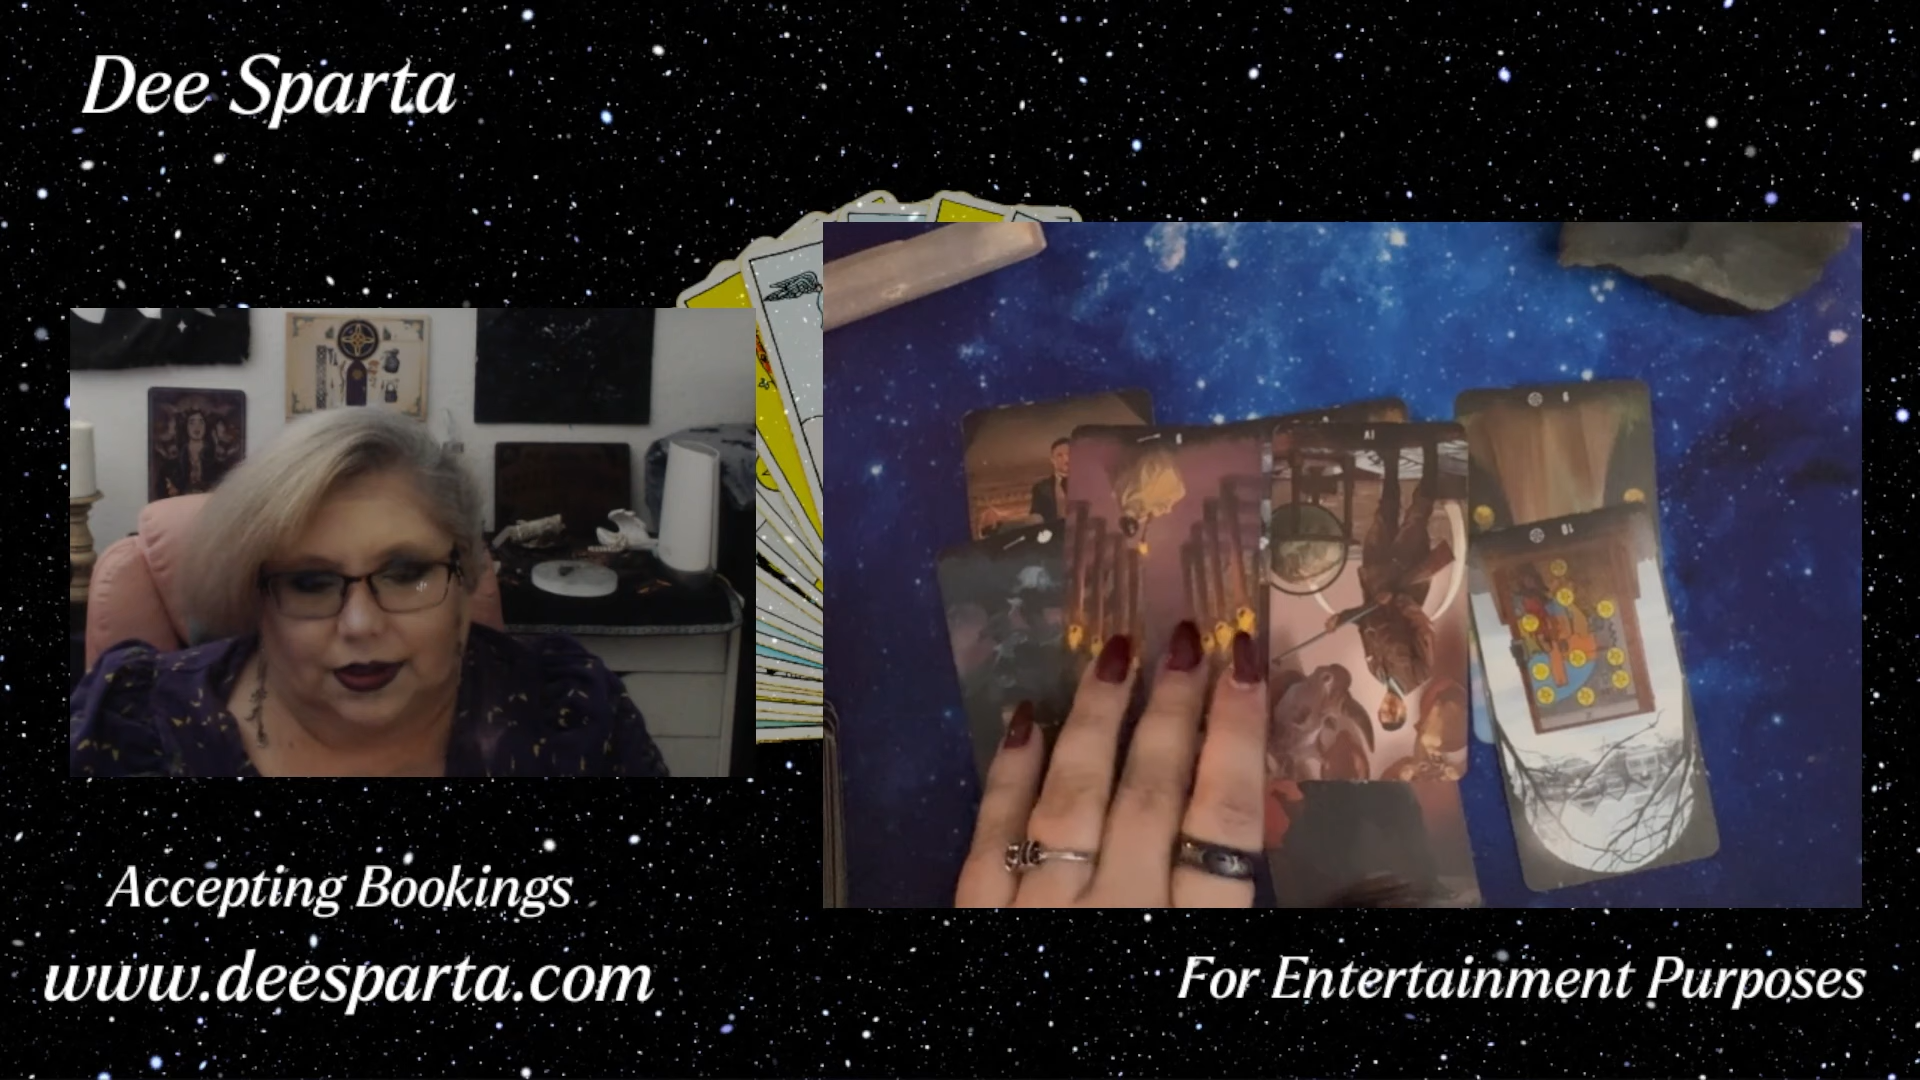 Dee Sparta
Accepting Bookings
www.deesparta.com
For Entertainment Purposes